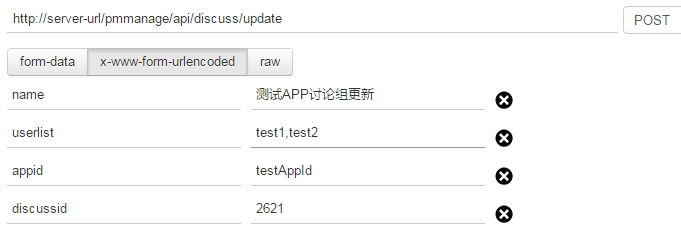 http://server-url/pmmanage/api/discuss/update POST
form-data x-www-form-urlencoded raw
name 测试APP讨论组更新
userlist test1,test2
appid testAppId
discussid 2621